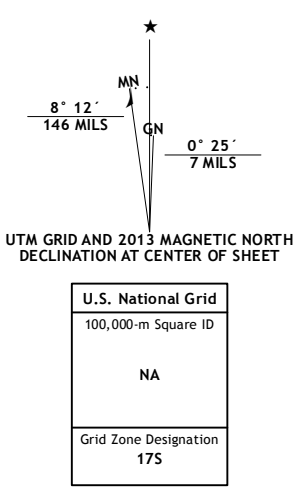 ★
MN
8° 12´
146 MILS
GN
0° 25´
7 MILS
UTM GRID AND 2013 MAGNETIC NORTH
DECLINATION AT CENTER OF SHEET
U.S. National Grid
100,000-m Square ID
NA
Grid Zone Designation
17S